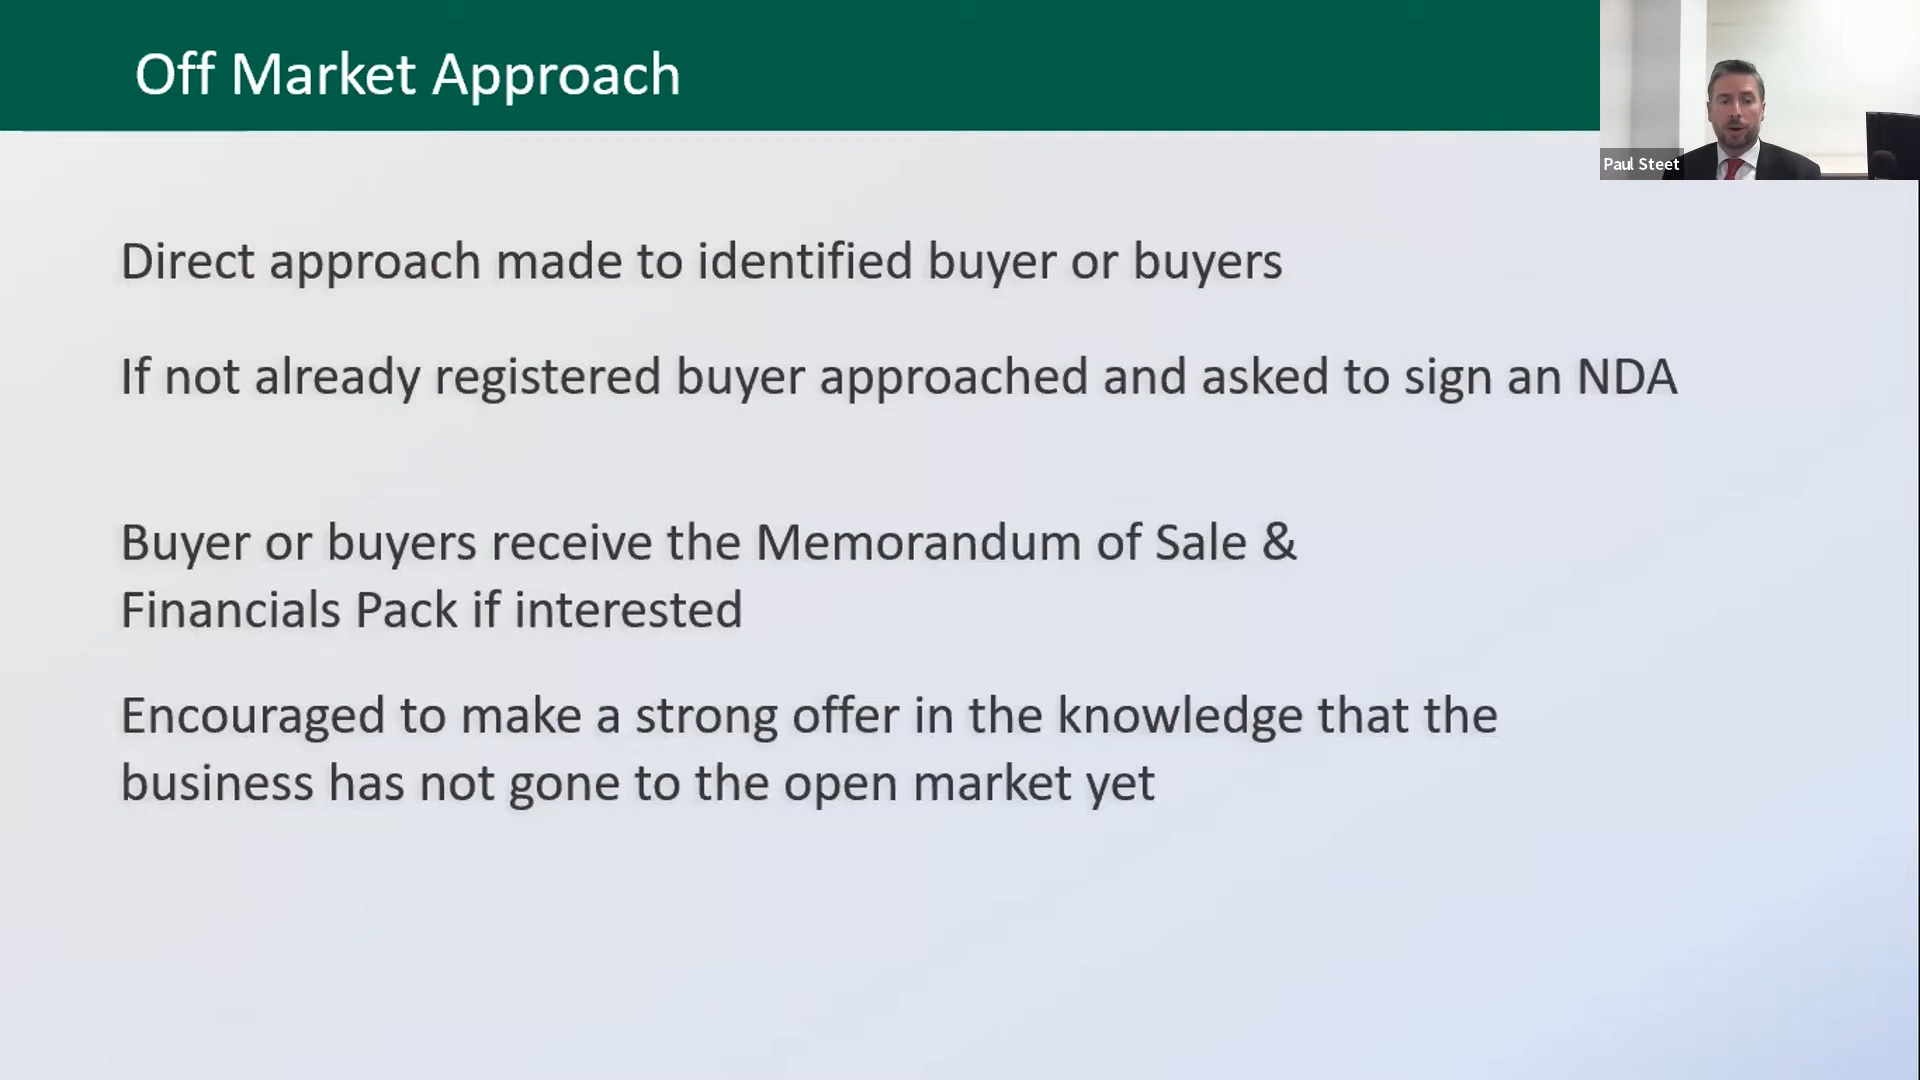 Off Market Approach
Paul Steet
Direct approach made to identified buyer or buyers
If not already registered buyer approached and asked to sign an NDA
Buyer or buyers receive the Memorandum of Sale &
Financials Pack if interested
Encouraged to make a strong offer in the knowledge that the
business has not gone to the open market yet